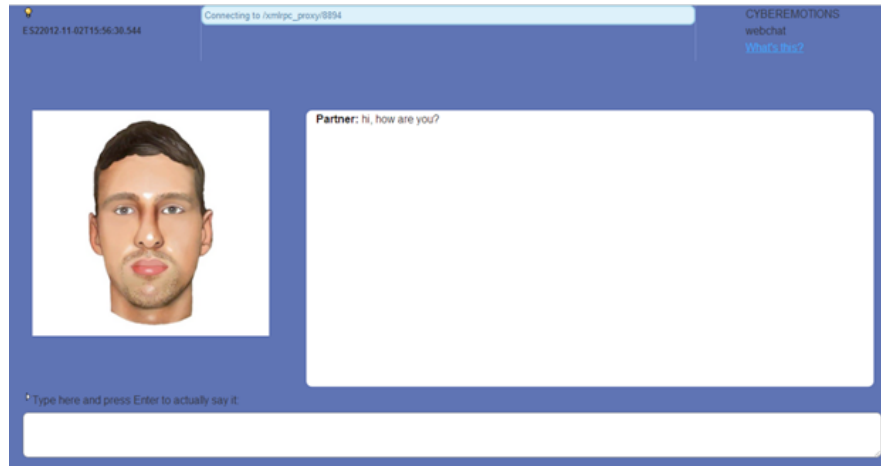 Connecting to /xmlrpc_proxy/8894
CYBEREMOTIONS
ES22012-11-02T15:56:30.544
webchat
What's this?
Partner: hi, how are you?
Type here and press Enter to actually say it: